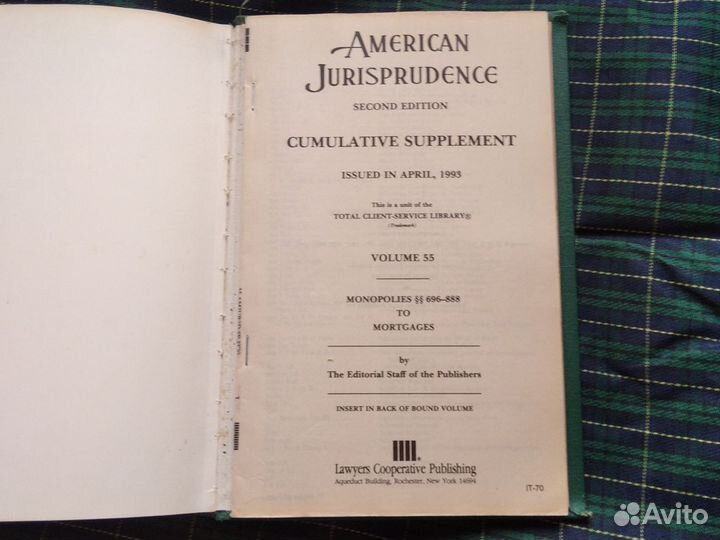 AMERICAN
JURISPRUDENCE
SECOND EDITION
CUMULATIVE SUPPLEMENT
ISSUED IN APRIL, 1993
This is a unit of the
TOTAL CLIENT-SERVICE LIBRARY®
(Trademark)
VOLUME 55
MONOPOLIES §§ 696–888
TO
MORTGAGES
by
The Editorial Staff of the Publishers
INSERT IN BACK OF BOUND VOLUME
Lawyers Cooperative Publishing
Aqueduct Building, Rochester, New York 14694
IT-70
Avito